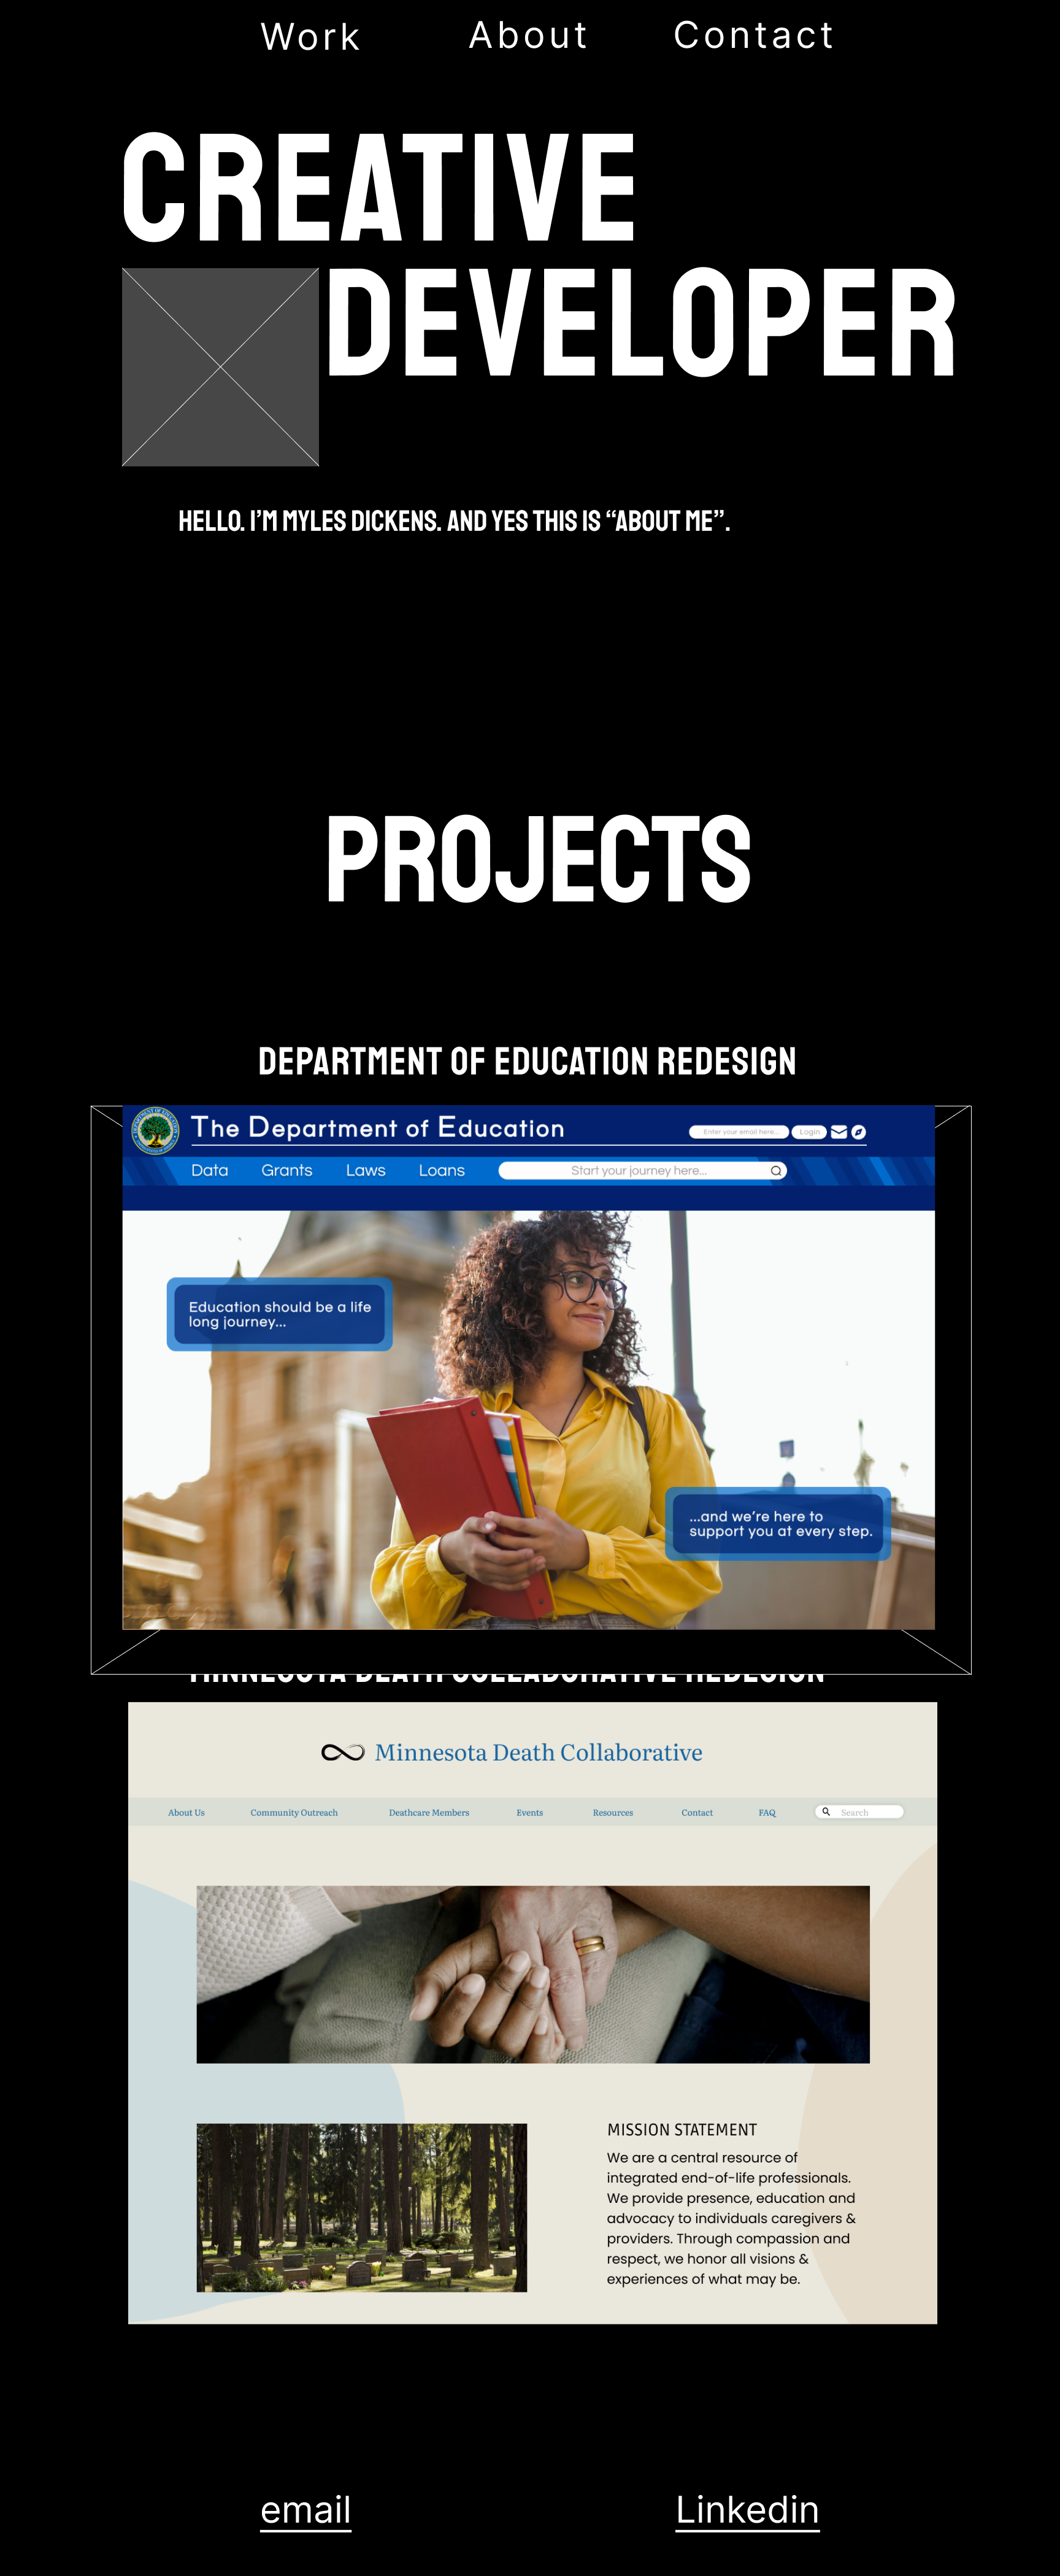 Work About Contact
CREATIVE
DEVELOPER
HELLO. I'M MYLES DICKENS. AND YES THIS IS “ABOUT ME”.
PROJECTS
DEPARTMENT OF EDUCATION REDESIGN
The Department of Education
Enter your email here... Login
Data Grants Laws Loans Start your journey here...
Education should be a life
long journey...
...and we're here to
support you at every step.
MINNESOTA DEATH COLLABORATIVE REDESIGN
Minnesota Death Collaborative
About Us Community Outreach Deathcare Members Events Resources Contact FAQ Search
MISSION STATEMENT
We are a central resource of
integrated end-of-life professionals.
We provide presence, education and
advocacy to individuals caregivers &
providers. Through compassion and
respect, we honor all visions &
experiences of what may be.
email Linkedin